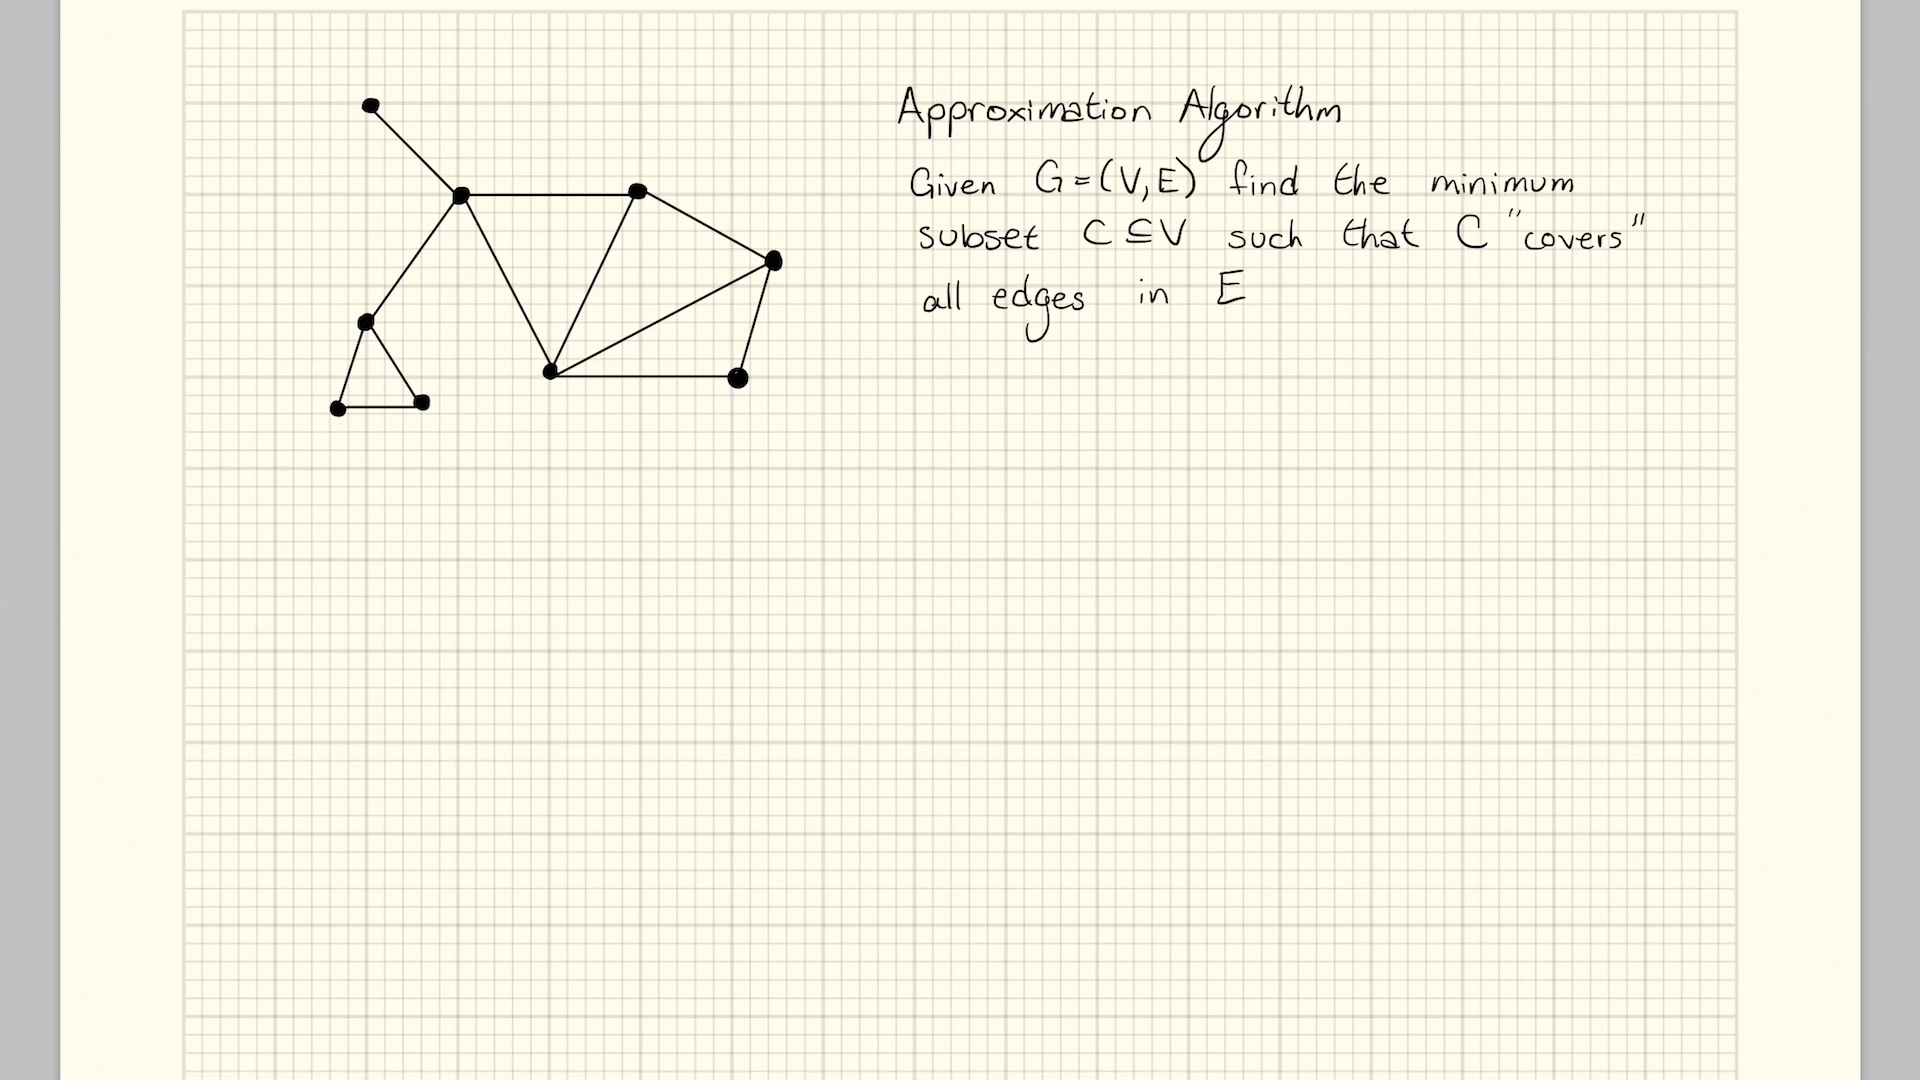 Approximation Algorithm
Given G=(V,E) find the minimum
subset C⊆V such that C "covers"
all edges in E